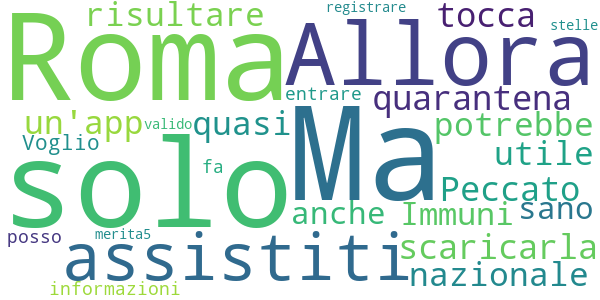 risultare
registrare
tocca
stelle
Roma
Allora
entrare
quarantena
un'app
valido
quasi
potrebbe
Voglio
solo
Ma
utile
fa
Peccato
anche
Immuni
sano
posso
merita5
assistiti
scaricarla
nazionale
informazioni